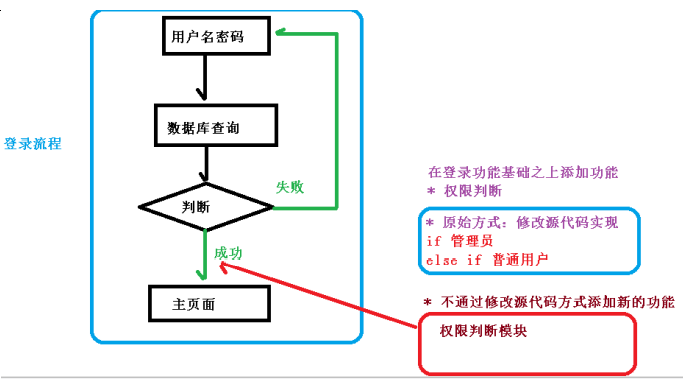 用户名密码
数据库查询
登录流程
失败
判断
成功
主页面
在登录功能基础之上添加功能
* 权限判断
* 原始方式：修改源代码实现
if 管理员
else if 普通用户
* 不通过修改源代码方式添加新的功能
权限判断模块